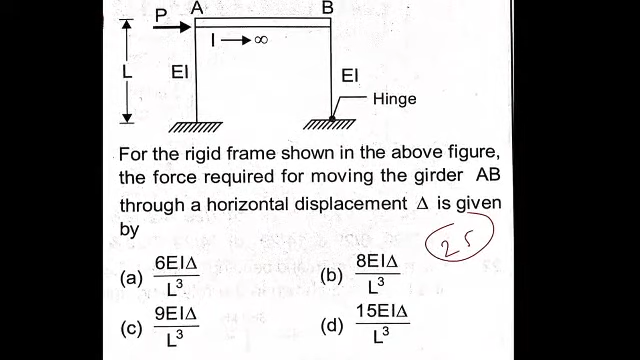 P A B
I → ∞
L EI EI
Hinge
For the rigid frame shown in the above figure,
the force required for moving the girder AB
through a horizontal displacement Δ is given
by
25
(a) 6EIΔ / L³ (b) 8EIΔ / L³
(c) 9EIΔ / L³ (d) 15EIΔ / L³